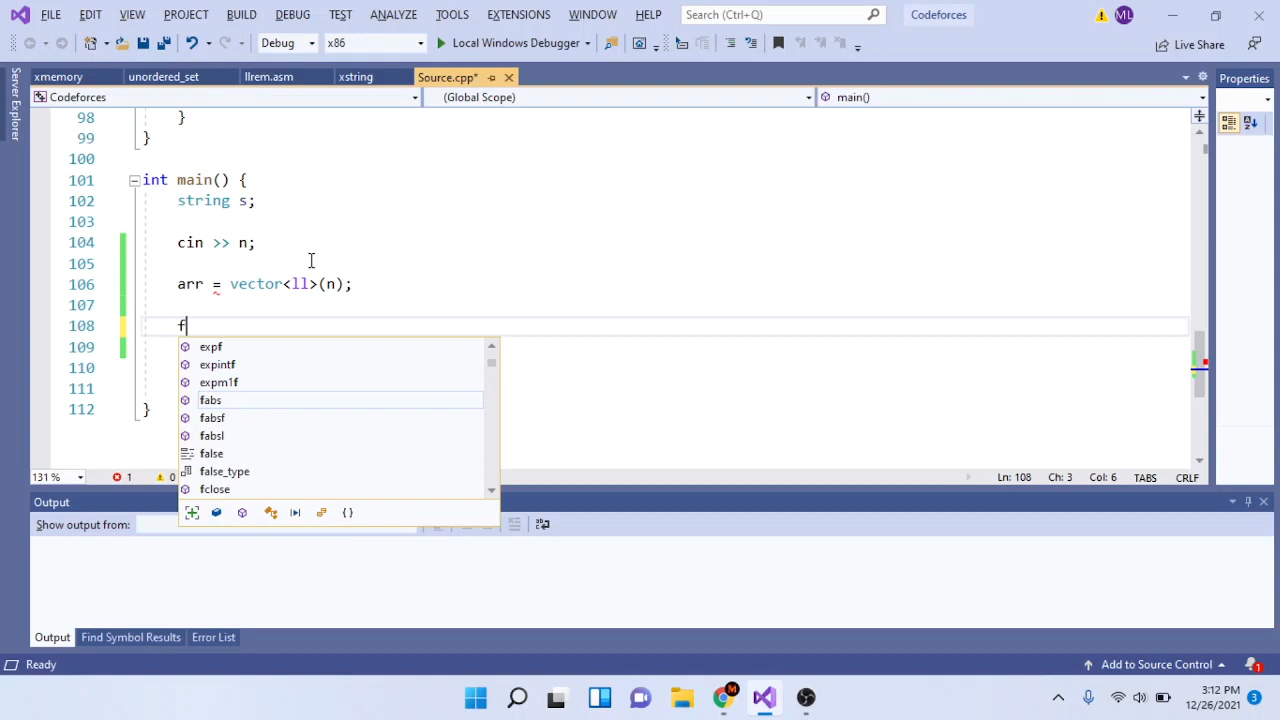 FILE EDIT VIEW PROJECT BUILD DEBUG TEST ANALYZE TOOLS EXTENSIONS WINDOW HELP Search (Ctrl+Q) Codeforces ML
Debug x86 Local Windows Debugger Live Share
xmemory unordered_set llrem.asm xstring Source.cpp*
Server Explorer
Properties
Codeforces (Global Scope) main()
98 }
99 }
100
101 int main() {
102 string s;
103
104 cin >> n;
105
106 arr = vector<ll>(n);
107
108 f
109
110
111
112 }
expf
expintf
expm1f
fabs
fabsf
fabsl
false
false_type
fclose
131 % 1 0 Ln: 108 Ch: 3 Col: 6 TABS CRLF
Output
Show output from:
Output Find Symbol Results Error List
Ready Add to Source Control 1
M
3:12 PM
12/26/2021 3